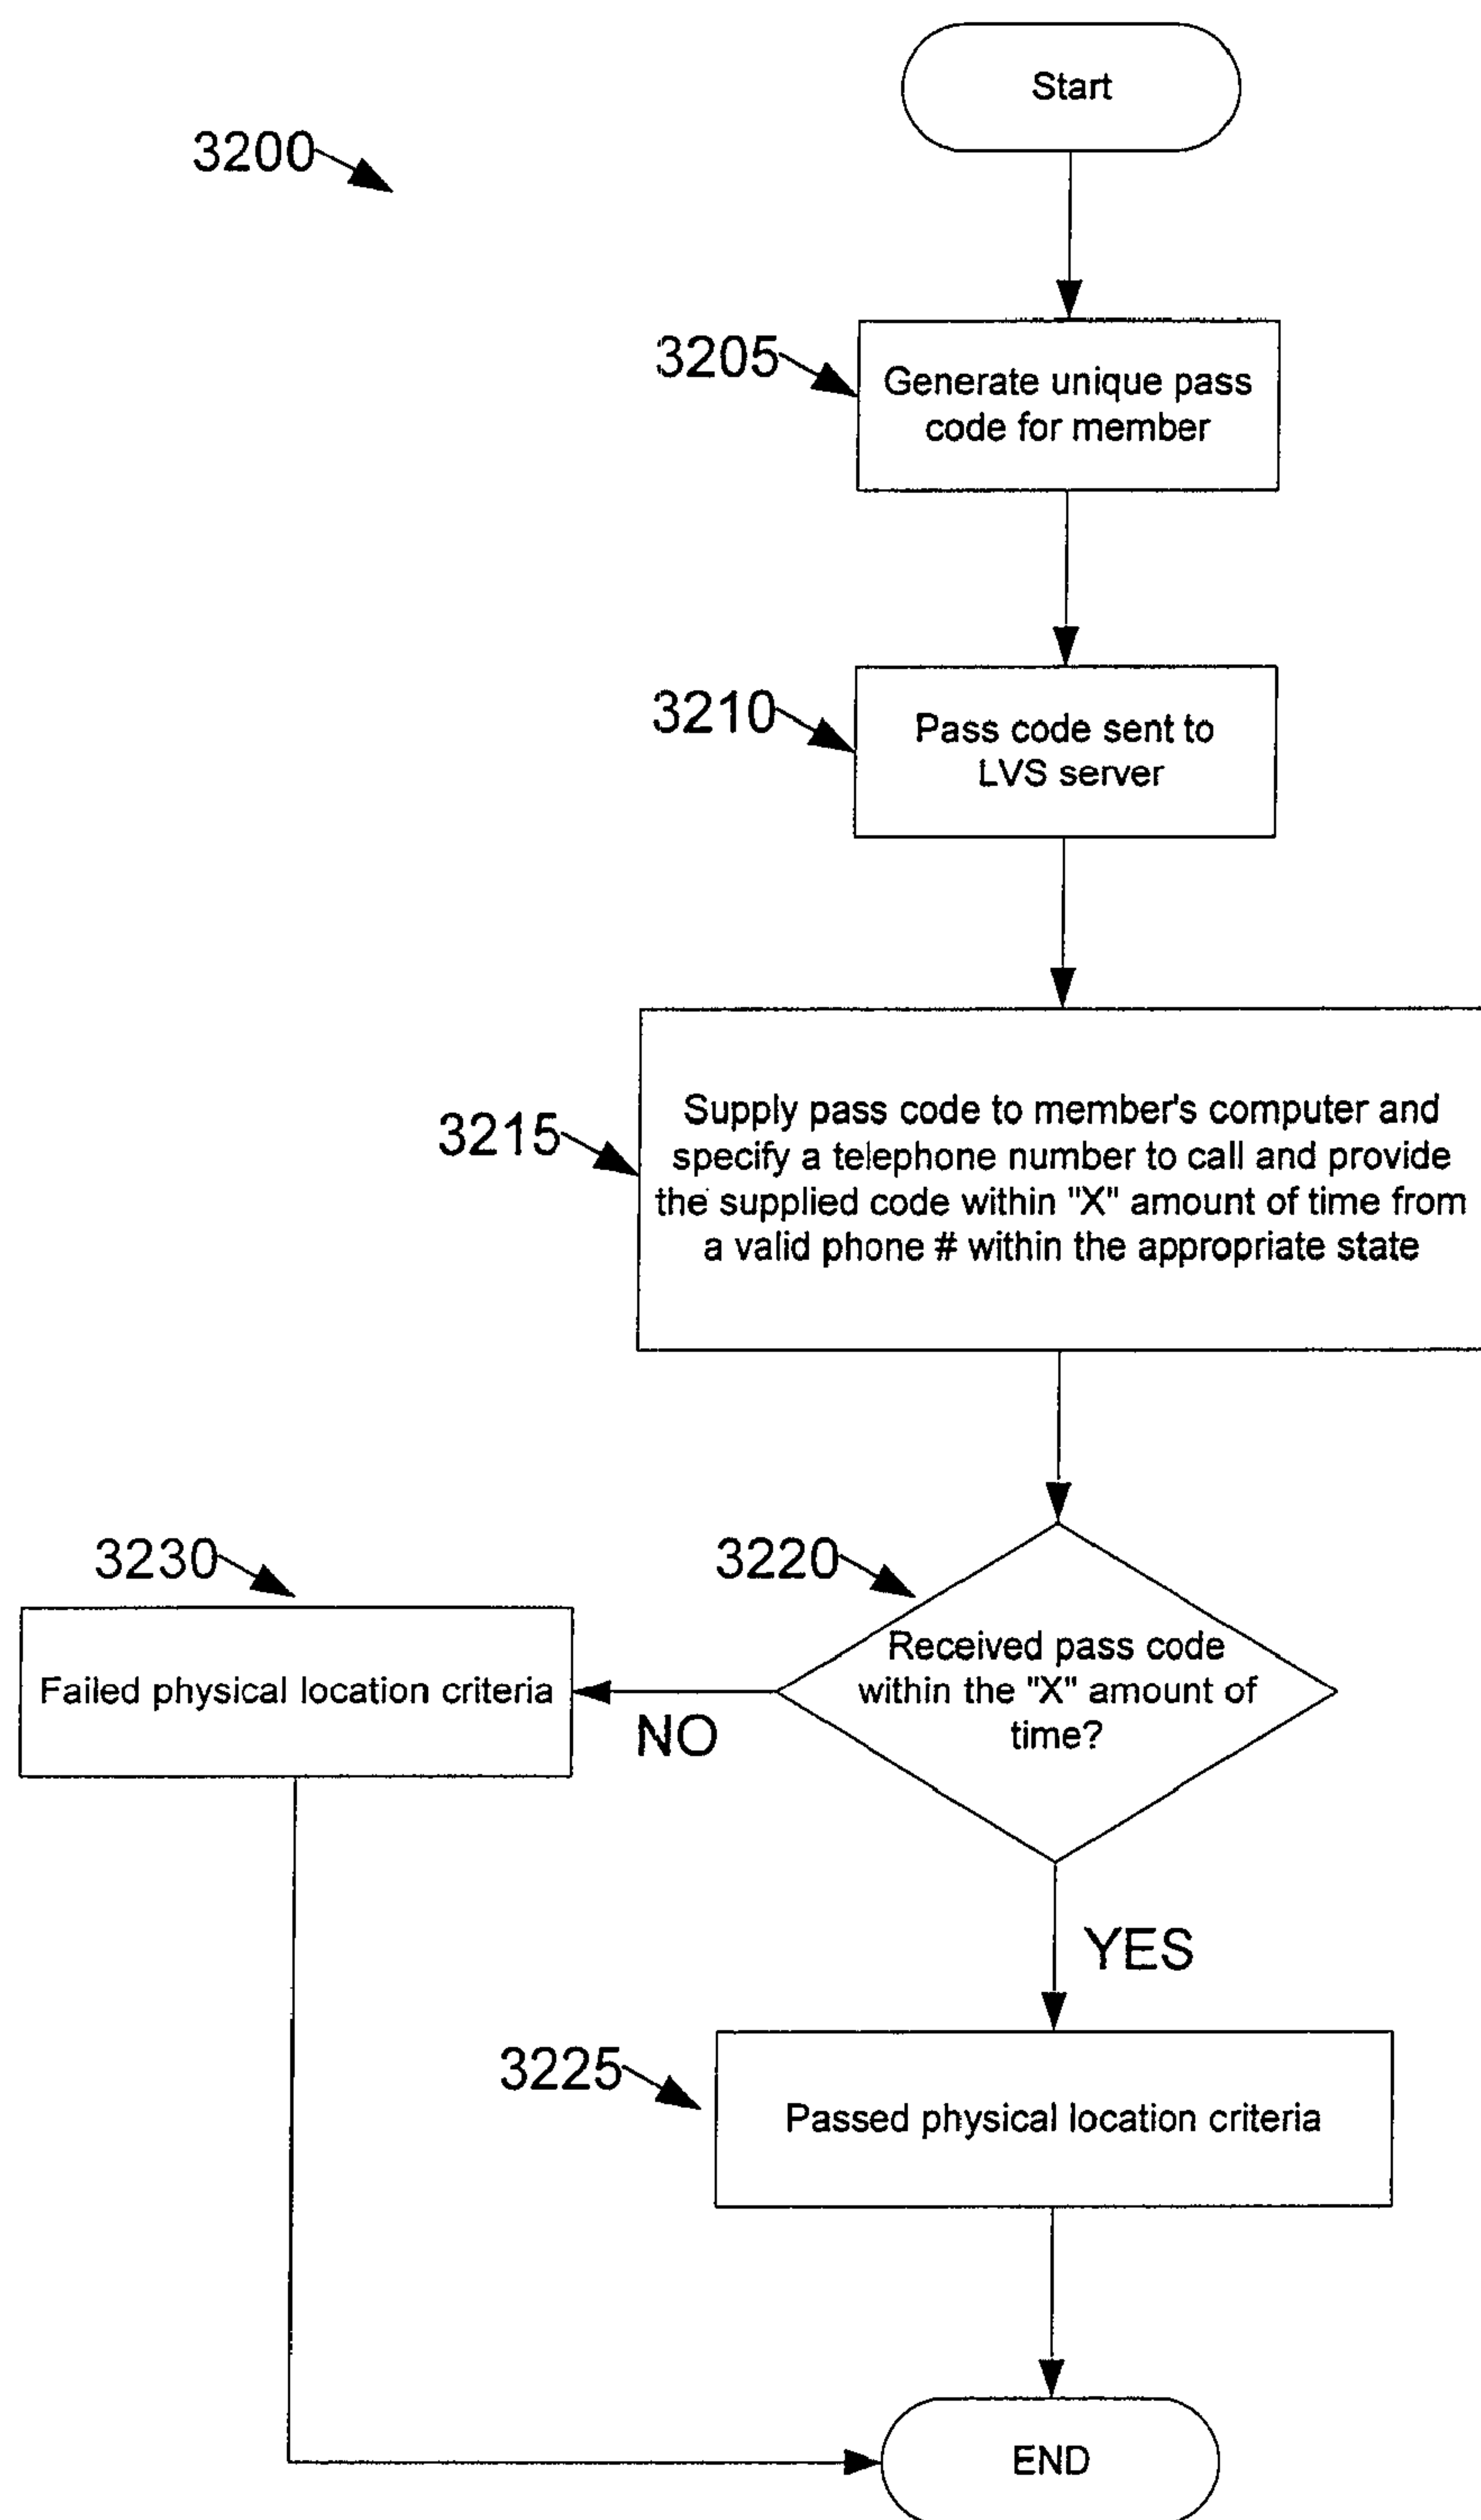 Start
3200
3205
Generate unique pass
code for member
3210
Pass code sent to
LVS server
3215
Supply pass code to member's computer and
specify a telephone number to call and provide
the supplied code within "X" amount of time from
a valid phone # within the appropriate state
3230
3220
Failed physical location criteria
NO
Received pass code
within the "X" amount of
time?
YES
3225
Passed physical location criteria
END